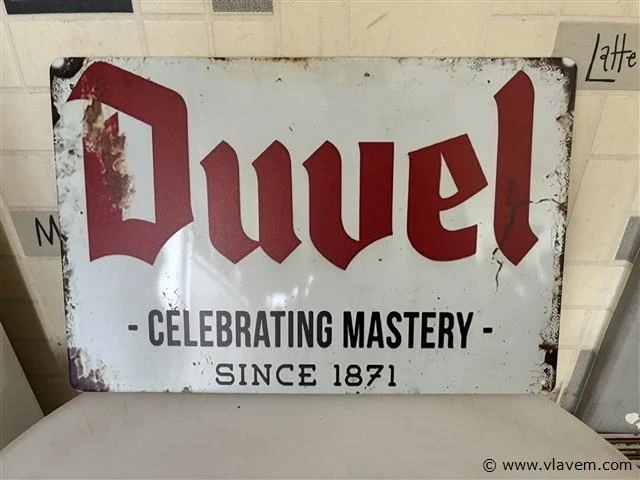 Latte
Duvel
M
- CELEBRATING MASTERY -
SINCE 1871
© www.vlavem.com